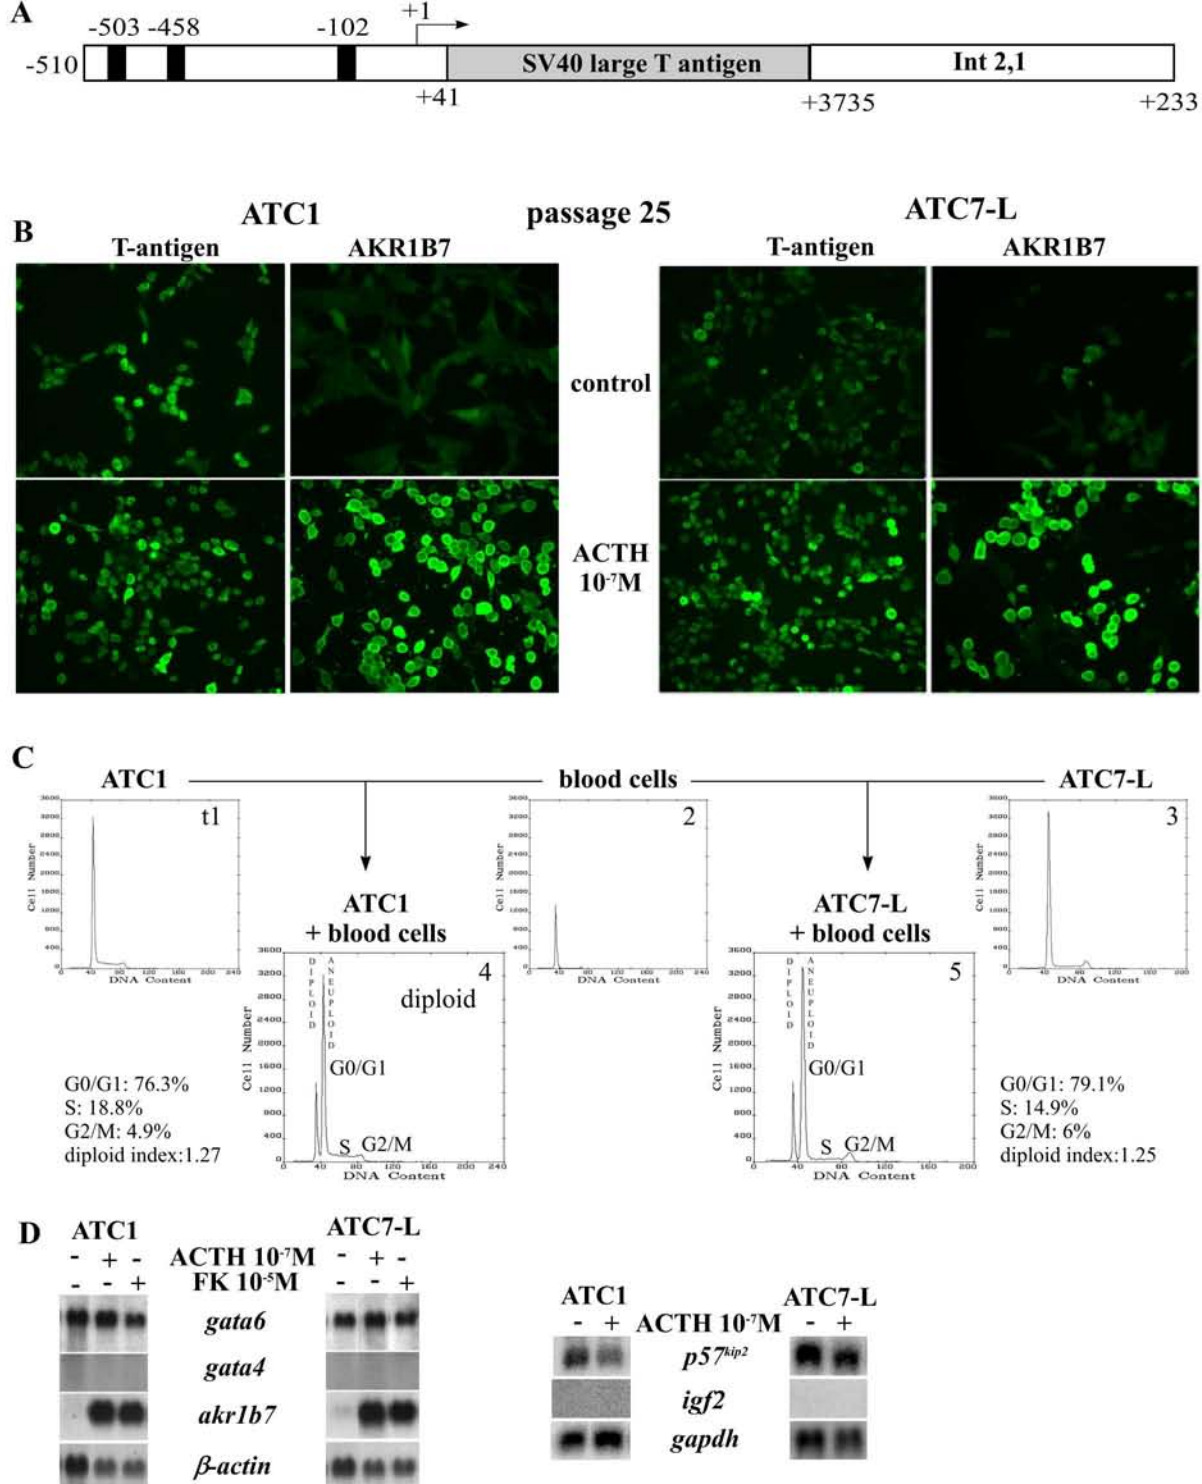 A
+1
-503 -458 -102
-510 SV40 large T antigen Int 2,1
+41 +3735 +233
B
ATC1 passage 25 ATC7-L
T-antigen AKR1B7 T-antigen AKR1B7
control
ACTH
10⁻⁷M
C
ATC1 blood cells ATC7-L
t1 2 3
Cell Number
DNA Content
Cell Number
DNA Content
Cell Number
DNA Content
ATC1
+ blood cells
4
diploid
DIPLOID
ANEUPLOID
G0/G1
S G2/M
Cell Number
DNA Content
ATC7-L
+ blood cells
5
DIPLOID
ANEUPLOID
G0/G1
S G2/M
Cell Number
DNA Content
G0/G1: 76.3%
S: 18.8%
G2/M: 4.9%
diploid index:1.27
G0/G1: 79.1%
S: 14.9%
G2/M: 6%
diploid index:1.25
D
ATC1 ATC7-L
- + - ACTH 10⁻⁷M - + -
- - + FK 10⁻⁵M - - +
gata6
gata4
akr1b7
β-actin
ATC1 ATC7-L
- + ACTH 10⁻⁷M - +
p57ᵏⁱᵖ²
igf2
gapdh